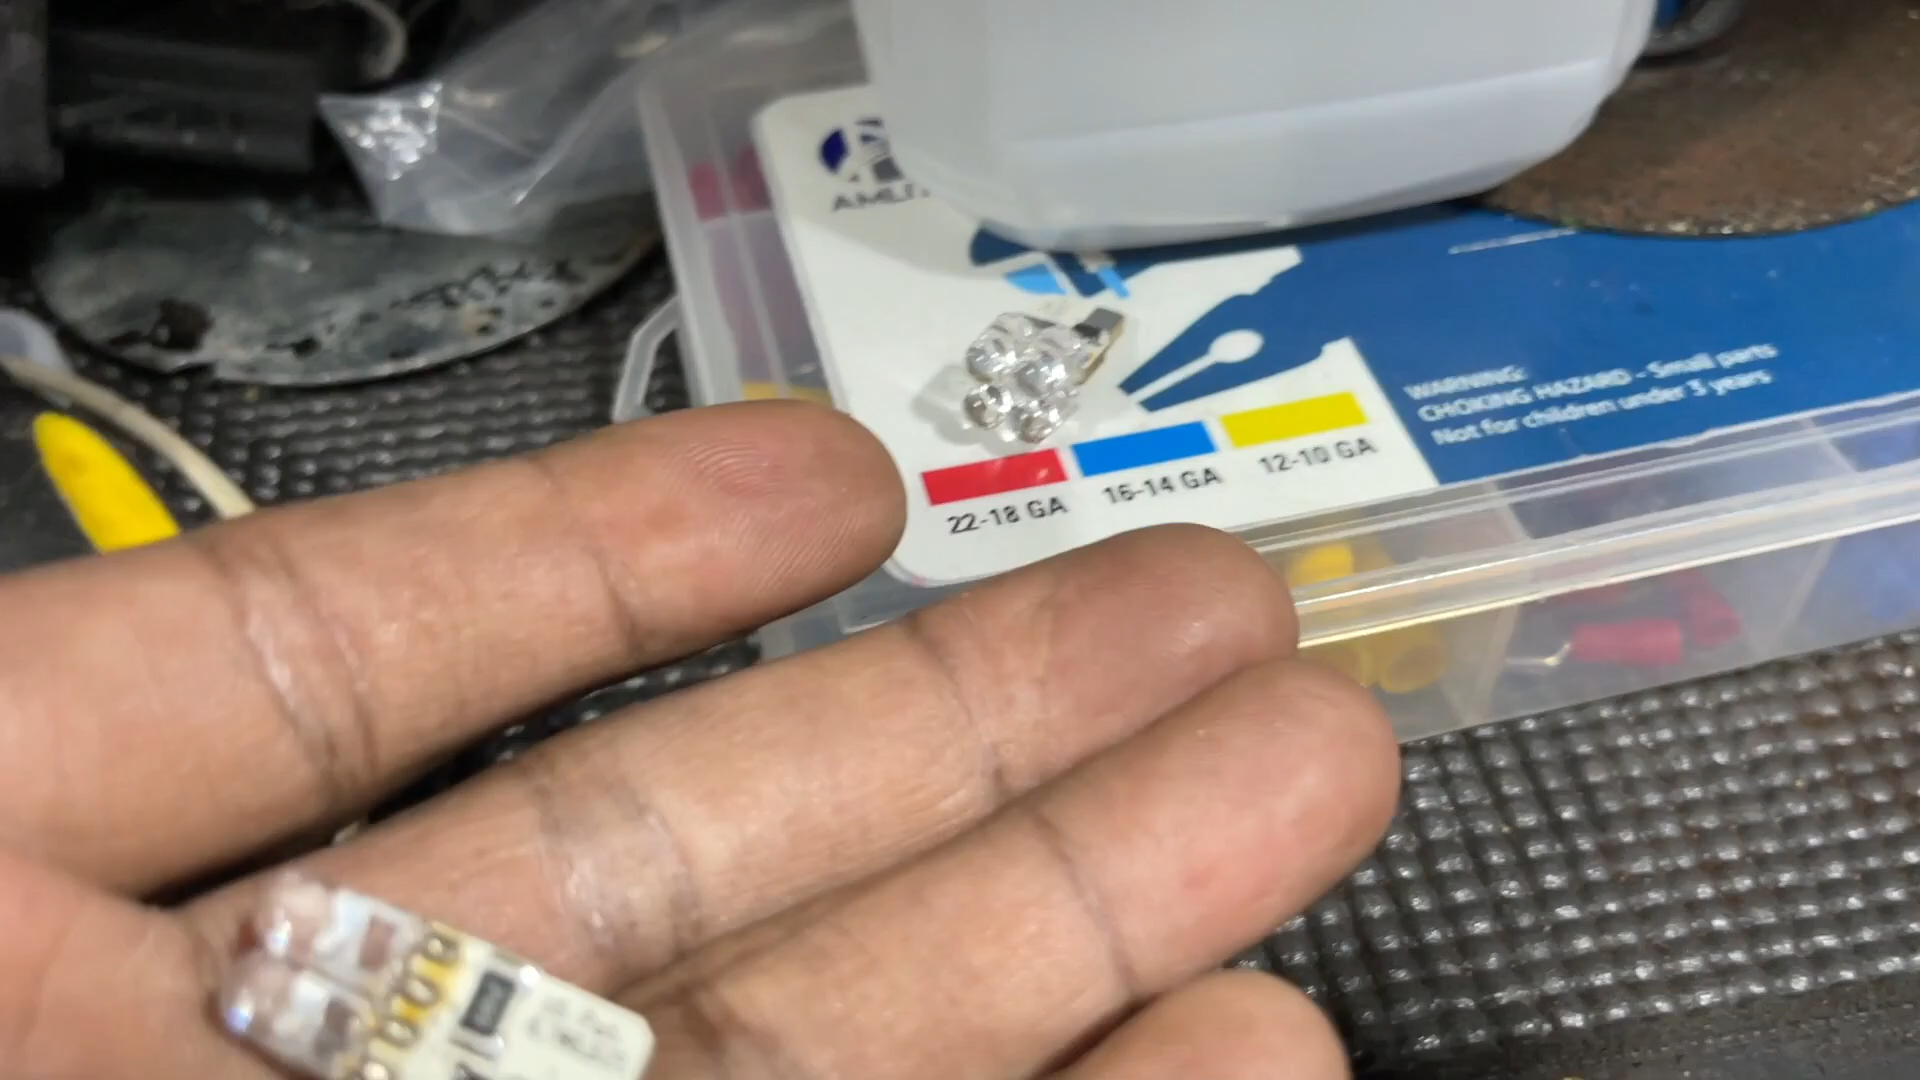 WARNING:
CHOKING HAZARD - Small parts
Not for children under 3 years
22-18 GA
16-14 GA
12-10 GA